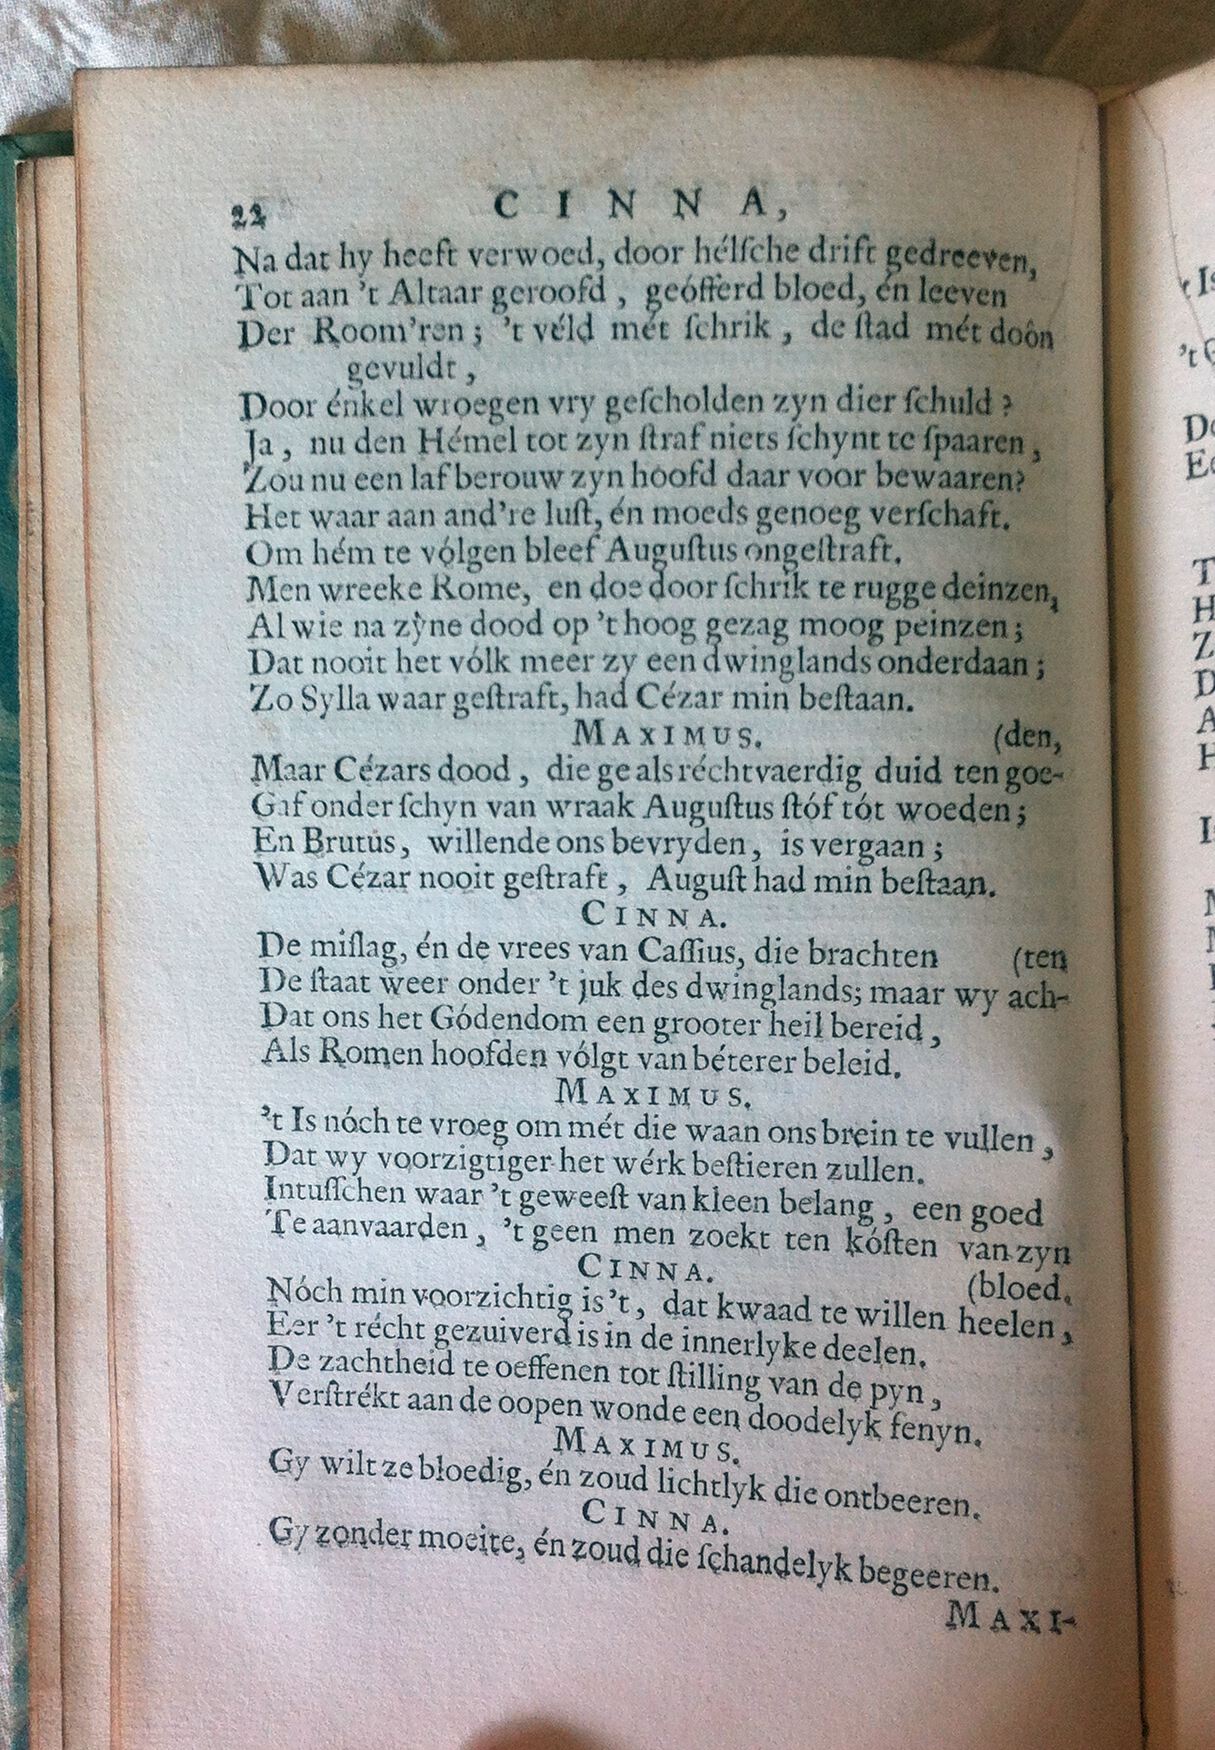 22 CINNA,
Na dat hy heeft verwoed, door hélſche drift gedreeven,
Tot aan 't Altaar geroofd, geófferd bloed, én leeven
Der Room'ren; 't véld mét ſchrik, de ſtad mét doôn
gevuldt,
Door énkel wroegen vry geſcholden zyn dier ſchuld?
Ja, nu den Hémel tot zyn ſtraf niets ſchynt te ſpaaren,
Zou nu een laf berouw zyn hoofd daar voor bewaaren?
Het waar aan and're luſt, én moeds genoeg verſchaft.
Om hém te vólgen bleef Auguſtus ongeſtraft.
Men wreeke Rome, en doe door ſchrik te rugge deinzen,
Al wie na zỳne dood op 't hoog gezag moog peinzen;
Dat nooit het vólk meer zy een dwinglands onderdaan;
Zo Sylla waar geſtraft, had Cézar min beſtaan.
MAXIMUS. (den,
Maar Cézars dood, die ge als réchtvaerdig duid ten goe-
Gaf onder ſchyn van wraak Auguſtus ſtóf tót woeden;
En Brutus, willende ons bevryden, is vergaan;
Was Cézar nooit geſtraft, Auguſt had min beſtaan.
CINNA.
De miſlag, én de vrees van Caſſius, die brachten (ten
De ſtaat weer onder 't juk des dwinglands; maar wy ach-
Dat ons het Gódendom een grooter heil bereid,
Als Romen hoofden vólgt van béterer beleid.
MAXIMUS.
't Is nóch te vroeg om mét die waan ons brein te vullen,
Dat wy voorzigtiger het wérk beſtieren zullen.
Intuſſchen waar 't geweeſt van kleen belang, een goed
Te aanvaarden, 't geen men zoekt ten kóſten van zyn
CINNA. (bloed.
Nóch min voorzichtig is 't, dat kwaad te willen heelen,
Eer 't récht gezuiverd is in de innerlyke deelen.
De zachtheid te oeffenen tot ſtilling van de pyn,
Verſtrékt aan de oopen wonde een doodelyk fenyn.
MAXIMUS.
Gy wilt ze bloedig, én zoud lichtlyk die ontbeeren.
CINNA.
Gy zonder moeite, én zoud die ſchandelyk begeeren.
MAXI-